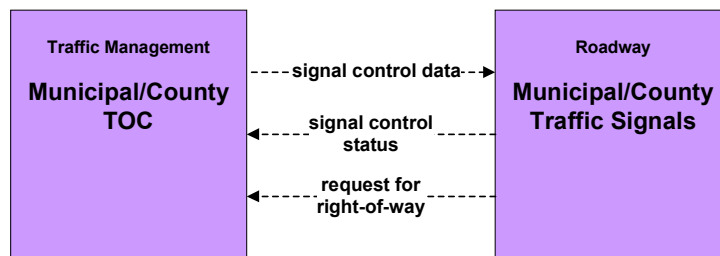 Traffic Management
Municipal/County
TOC
signal control data
signal control
status
request for
right-of-way
Roadway
Municipal/County
Traffic Signals